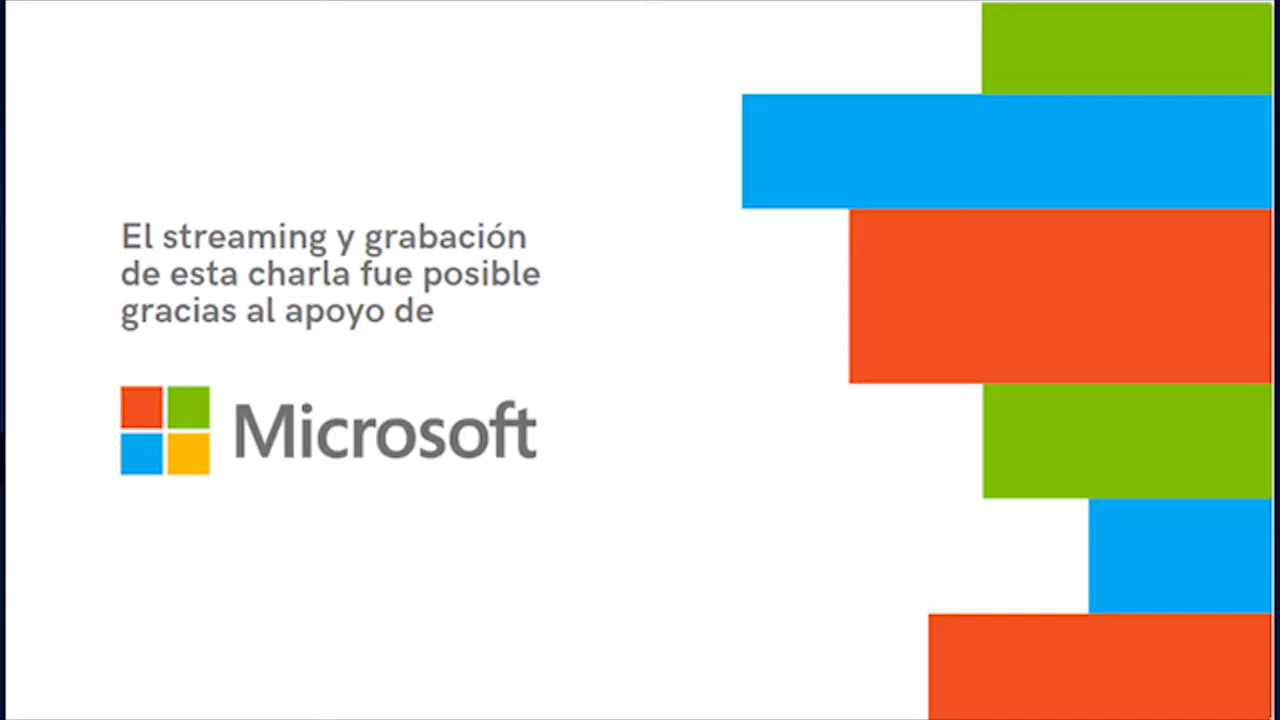 El streaming y grabación
de esta charla fue posible
gracias al apoyo de
Microsoft